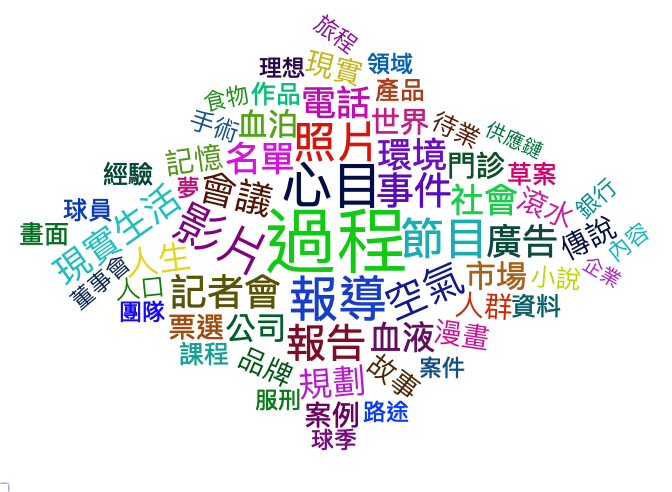 旅程
理想
現實
領域
食物
作品
電話
產品
手術
血泊
照片
世界
待業
供應鏈
記憶
名單
環境
門診
草案
經驗
夢
會議
心目
事件
社會
滾水
銀行
球員
現實生活
影片
過程
節目
廣告
傳說
內容
畫面
董事會
人生
人口
記者會
報導
空氣
市場
小說
企業
團隊
票選
公司
報告
血液
漫畫
人群
資料
課程
品牌
規劃
故事
案件
服刑
案例
路途
球季